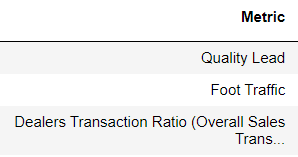 Metric
Quality Lead
Foot Traffic
Dealers Transaction Ratio (Overall Sales
Trans...